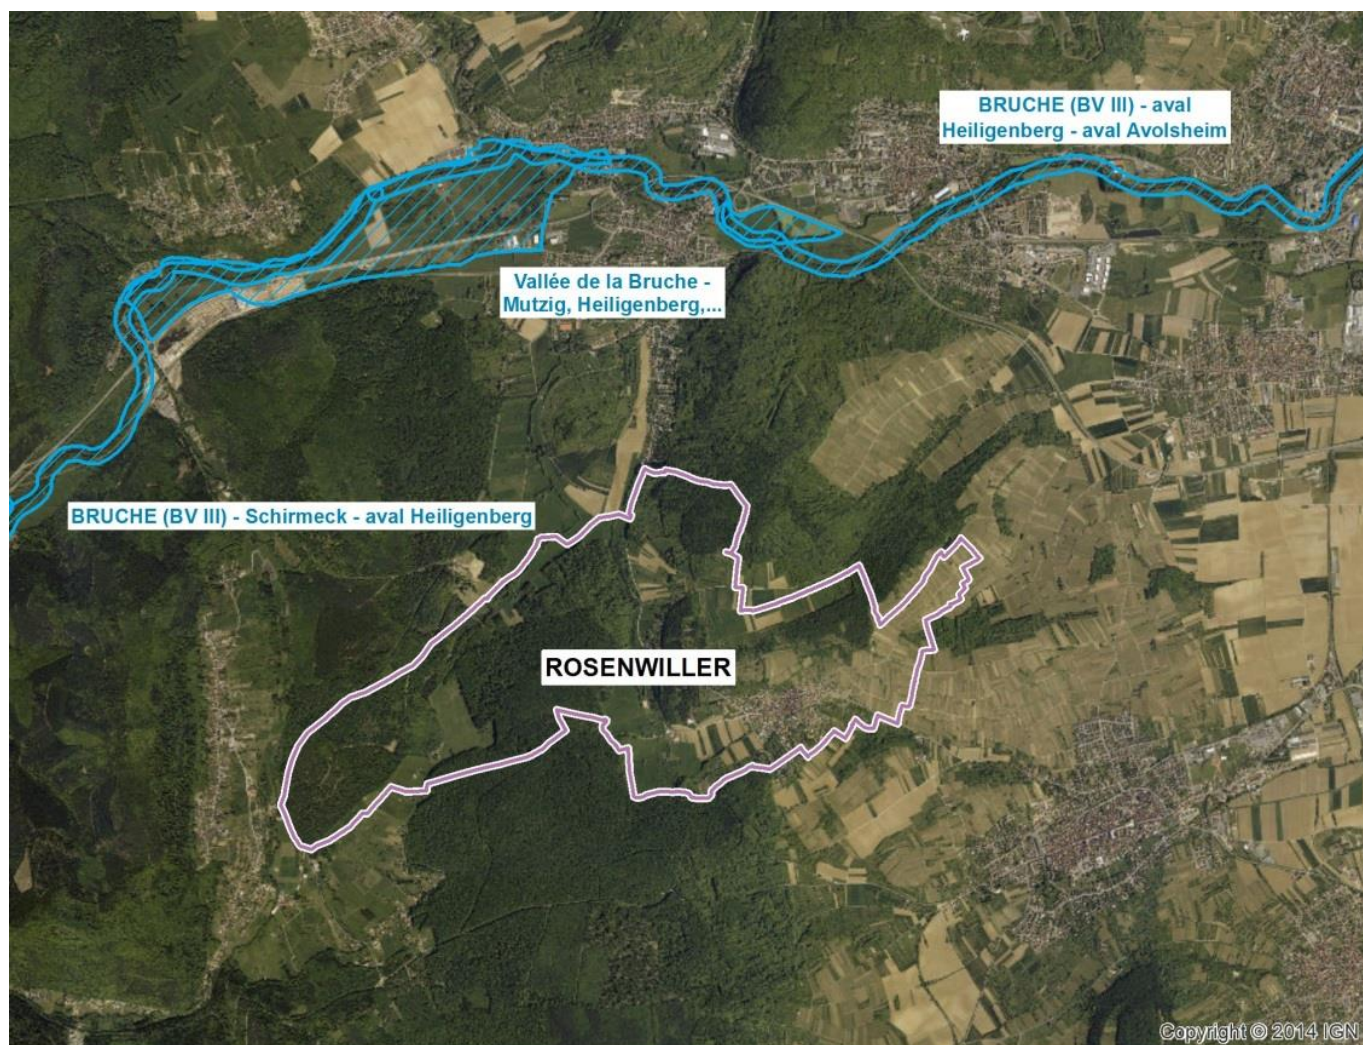 BRUCHE (BV III) - aval
Heiligenberg - aval Avolsheim
Vallée de la Bruche -
Mutzig, Heiligenberg,...
BRUCHE (BV III) - Schirmeck - aval Heiligenberg
ROSENWILLER
Copyright © 2014 IGN